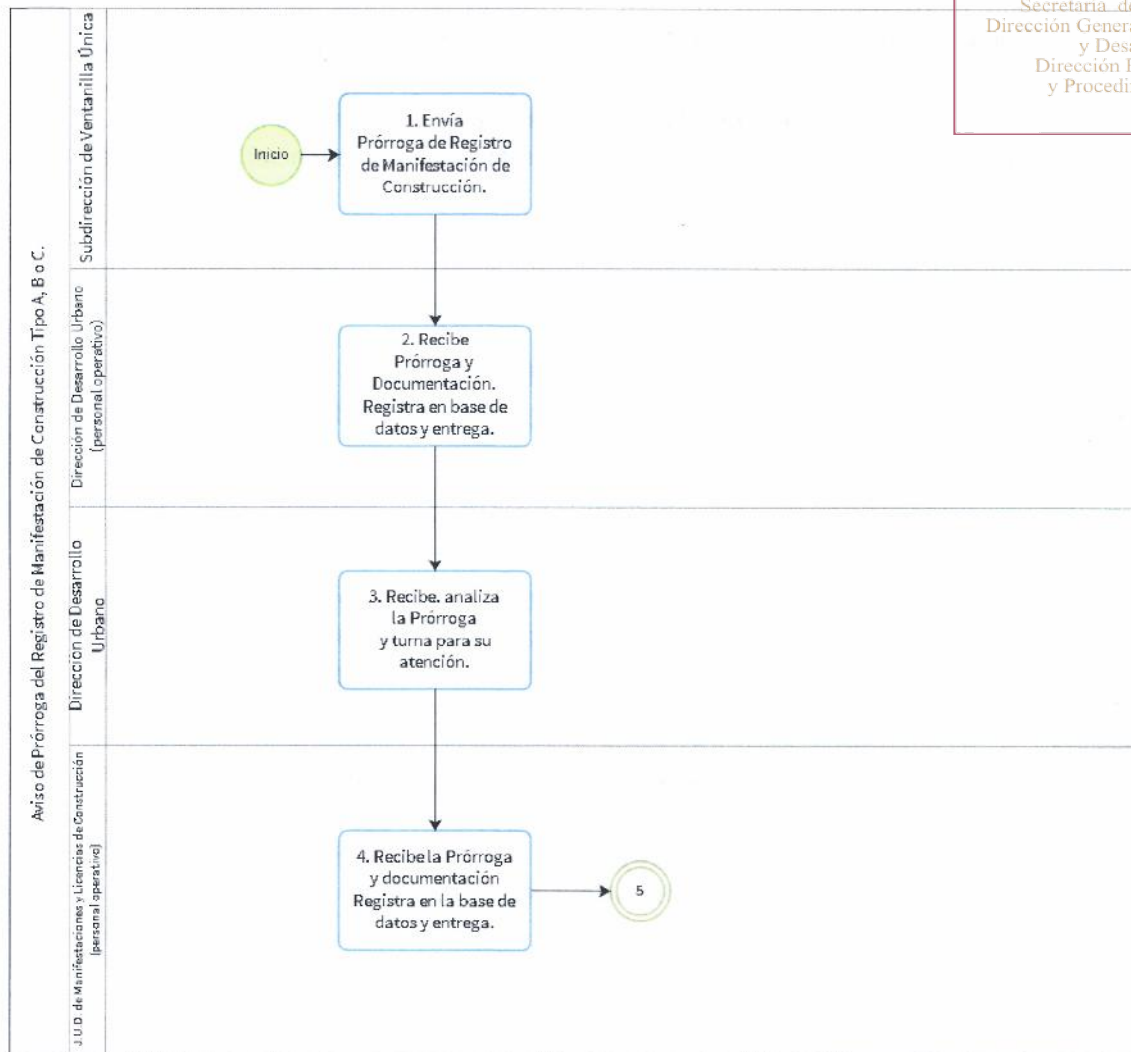 Secretaría de
Dirección Genera
y Desa
Dirección
y Procedi
Aviso de Prórroga del Registro de Manifestación de Construcción Tipo A, B o C.
Subdirección de Ventanilla Única
Inicio
1. Envía
Prórroga de Registro
de Manifestación de
Construcción.
Dirección de Desarrollo Urbano
(personal operativo)
2. Recibe
Prórroga y
Documentación.
Registra en base de
datos y entrega.
Dirección de Desarrollo
Urbano
3. Recibe. analiza
la Prórroga
y turna para su
atención.
J.U.D. de Manifestaciones y Licencias de Construcción
(personal operativo)
4. Recibe la Prórroga
y documentación
Registra en la base de
datos y entrega.
5